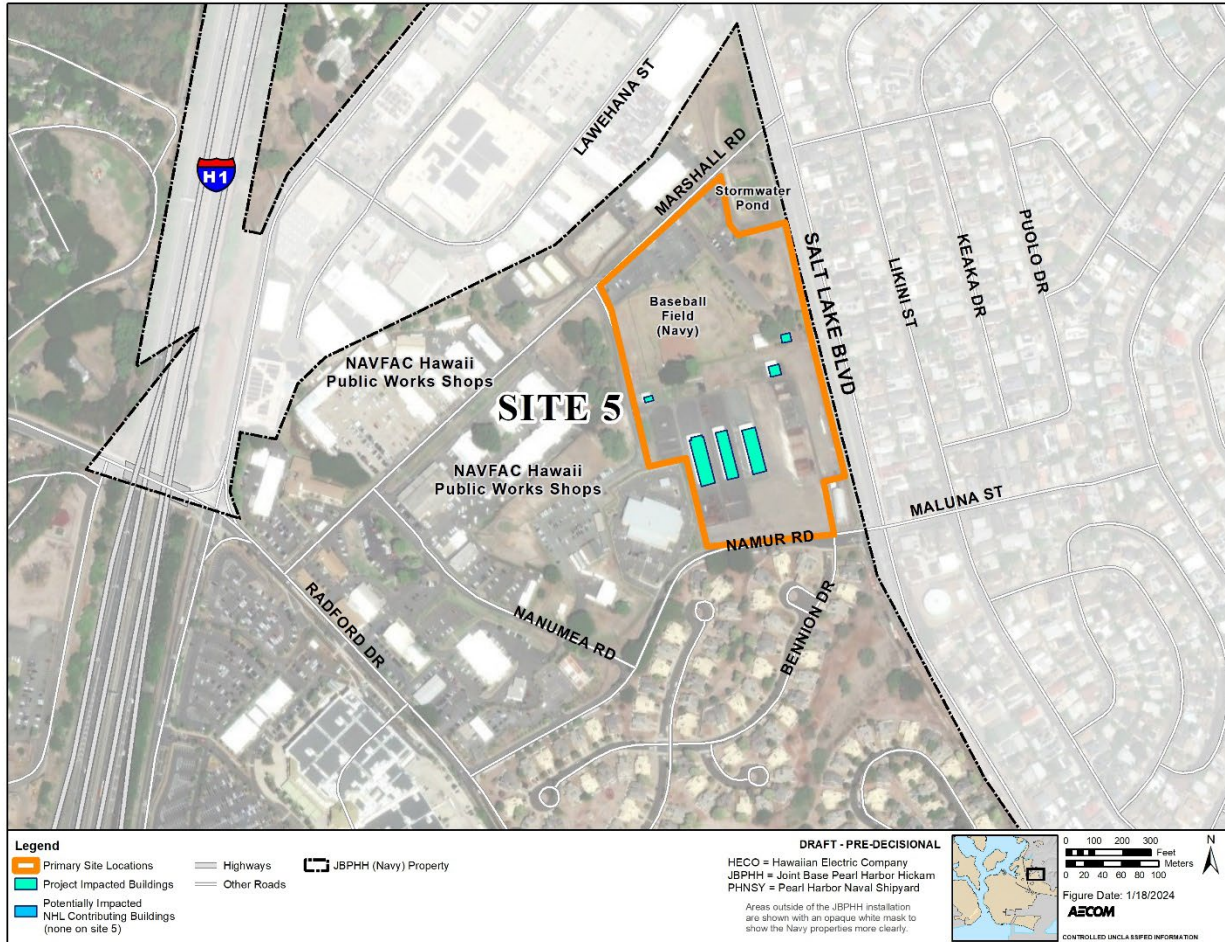 H1
LAWEHANA ST
MARSHALL RD
Stormwater
Pond
SALT LAKE BLVD
LIKINI ST
KEAKA DR
PUOLO DR
Baseball
Field
(Navy)
NAVFAC Hawaii
Public Works Shops
SITE 5
NAVFAC Hawaii
Public Works Shops
MALUNA ST
NAMUR RD
BENNION DR
NANUMEA RD
RADFORD DR
Legend
Primary Site Locations
Project Impacted Buildings
Potentially Impacted
NHL Contributing Buildings
(none on site 5)
Highways
Other Roads
JBPHH (Navy) Property
DRAFT - PRE-DECISIONAL
HECO = Hawaiian Electric Company
JBPHH = Joint Base Pearl Harbor Hickam
PHNSY = Pearl Harbor Naval Shipyard
Areas outside of the JBPHH installation
are shown with an opaque white mask to
show the Navy properties more clearly.
0 100 200 300
Feet
Meters
0 20 40 60 80 100
N
Figure Date: 1/18/2024
AECOM
CONTROLLED UNCLASSIFED INFORMATION